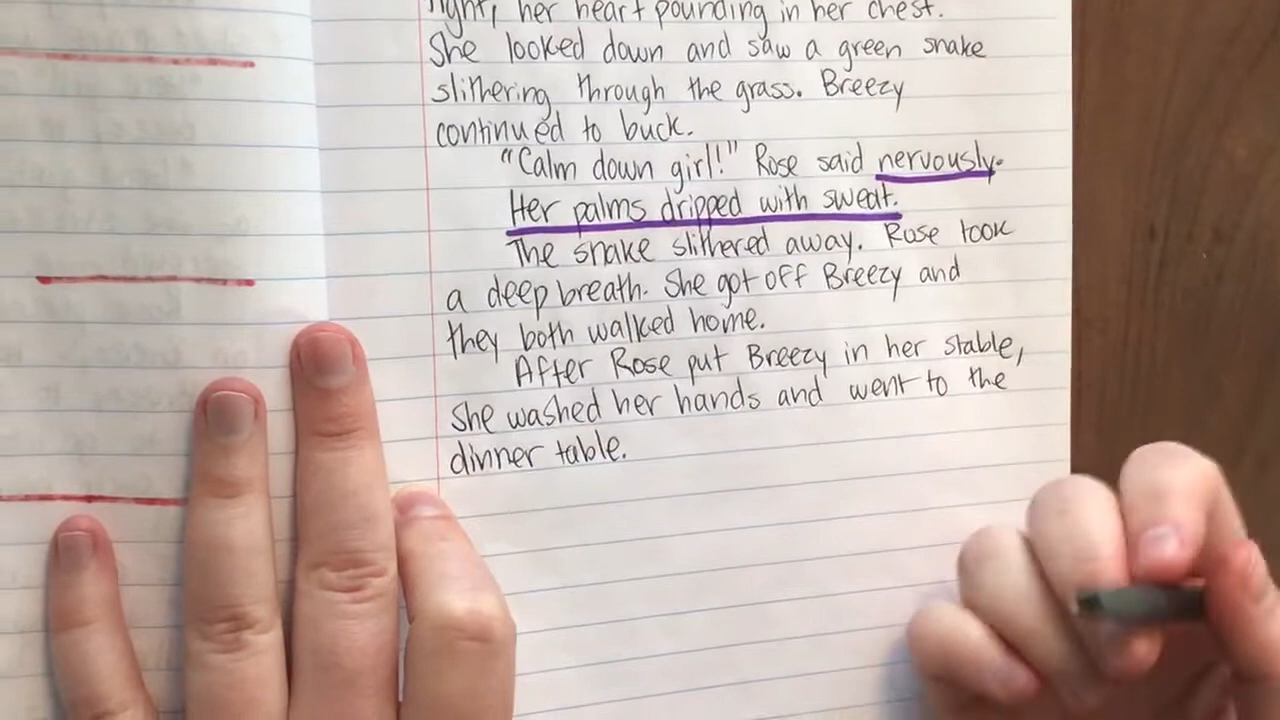 tight, her heart pounding in her chest.
She looked down and saw a green snake
slithering through the grass. Breezy
continued to buck.
"Calm down girl!" Rose said nervously.
Her palms dripped with sweat.
The snake slithered away. Rose took
a deep breath. She got off Breezy and
they both walked home.
After Rose put Breezy in her stable,
she washed her hands and went to the
dinner table.